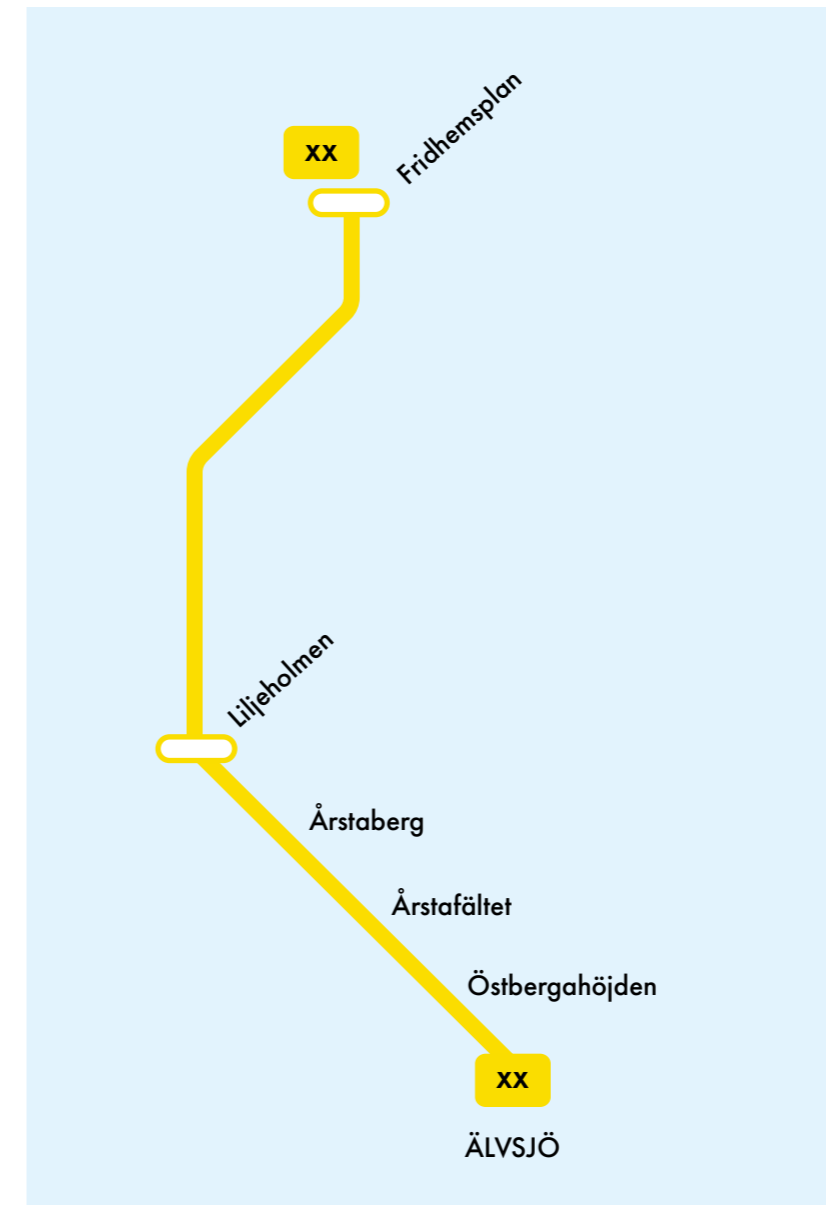 xx
Fridhemsplan
Liljeholmen
Årstaberg
Årstafältet
Östbergahöjden
xx
ÄLVSJÖ